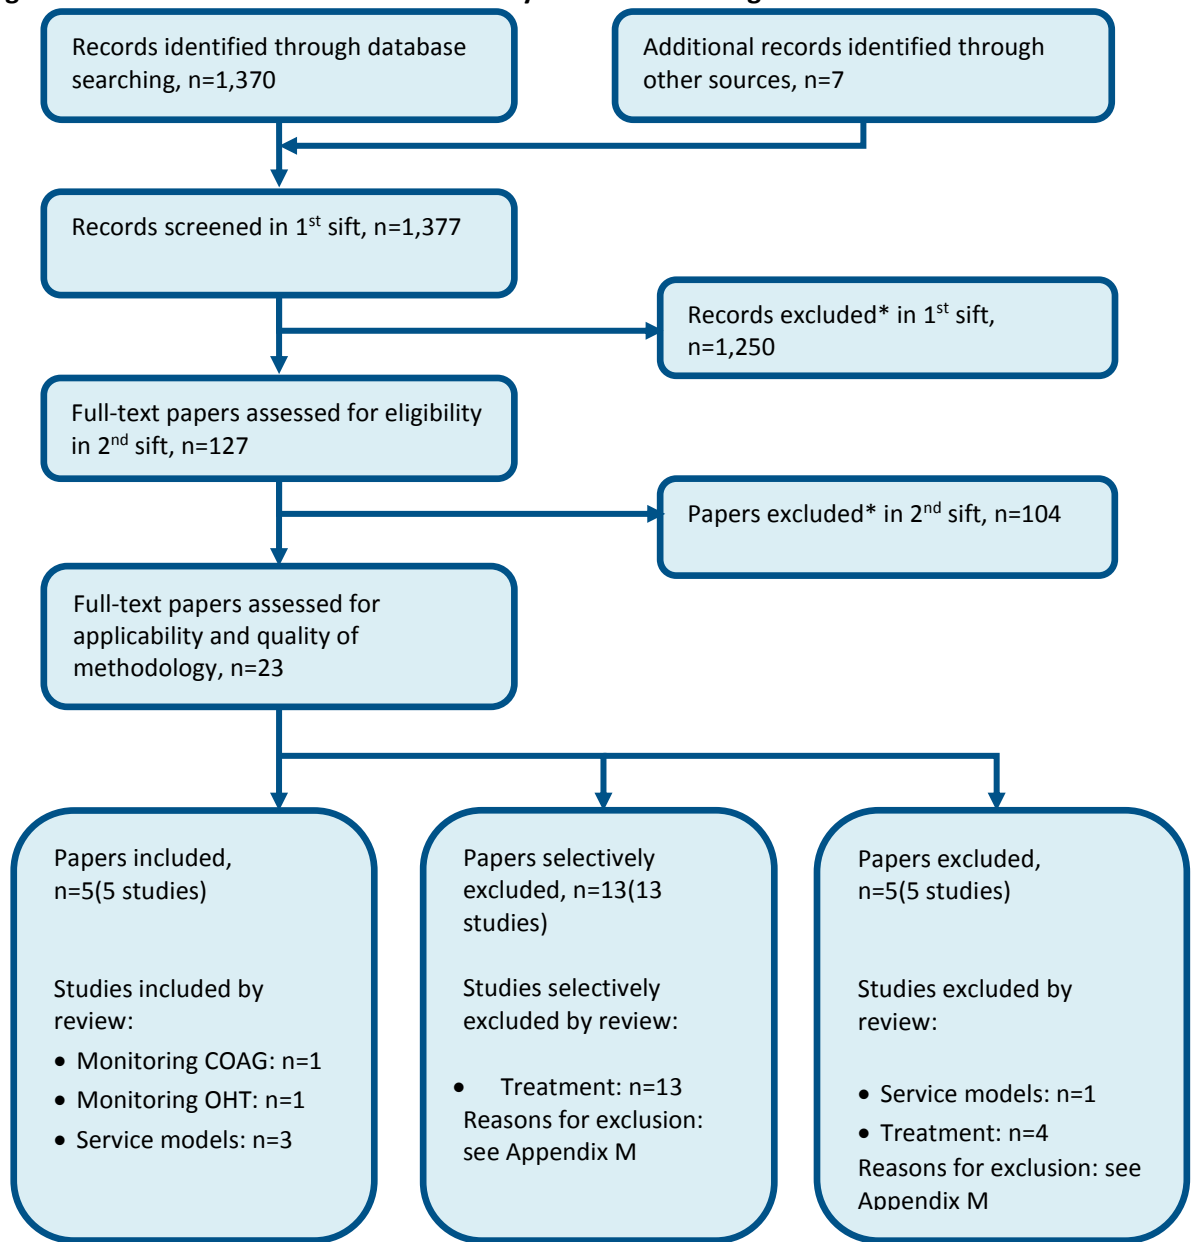 Records identified through database
searching, n=1,370
Additional records identified through
other sources, n=7
Records screened in 1st sift, n=1,377
Records excluded* in 1st sift,
n=1,250
Full-text papers assessed for eligibility
in 2nd sift, n=127
Papers excluded* in 2nd sift, n=104
Full-text papers assessed for
applicability and quality of
methodology, n=23
Papers included,
n=5(5 studies)
Studies included by
review:
• Monitoring COAG: n=1
• Monitoring OHT: n=1
• Service models: n=3
Papers selectively
excluded, n=13(13
studies)
Studies selectively
excluded by review:
• Treatment: n=13
Reasons for exclusion:
see Appendix M
Papers excluded,
n=5(5 studies)
Studies excluded by
review:
• Service models: n=1
• Treatment: n=4
Reasons for exclusion: see
Appendix M